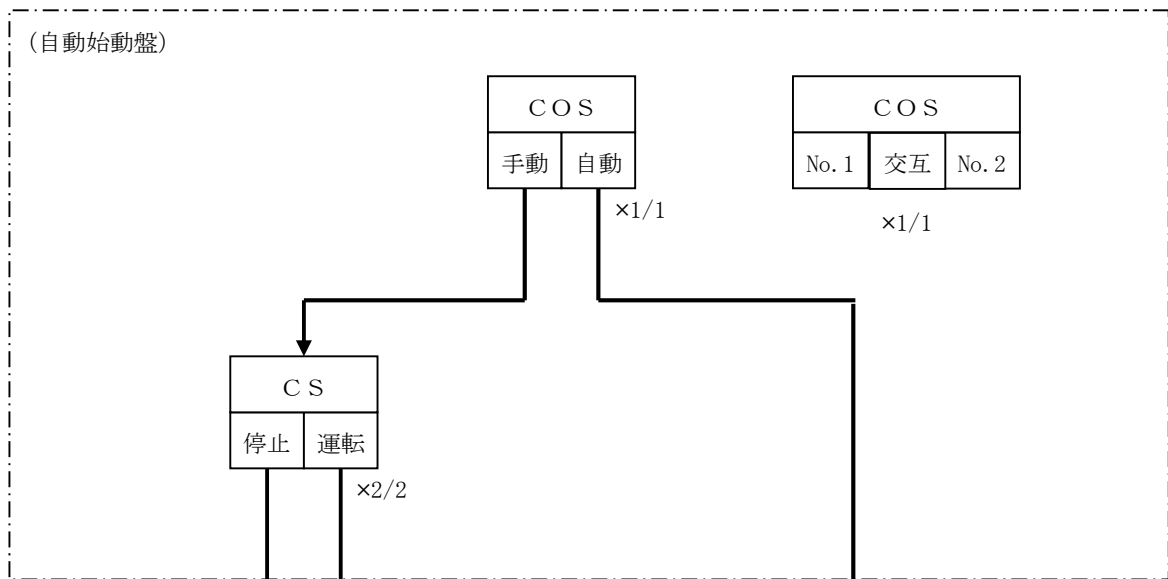 (自動始動盤)
COS
COS
手動 自動
No.1 交互 No.2
×1/1
×1/1
CS
停止 運転
×2/2